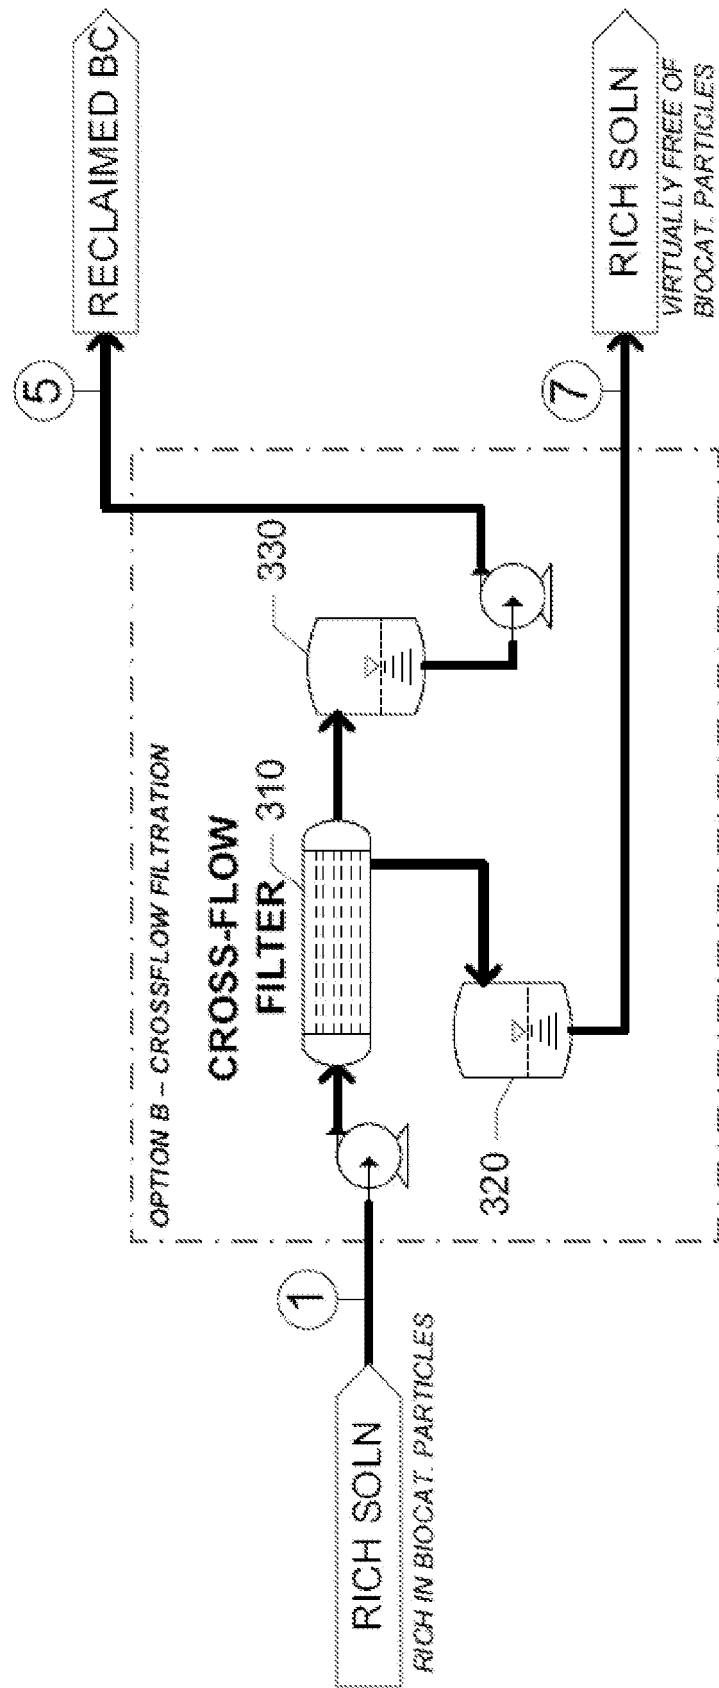 RICH SOLN
RICH IN BIOCAT. PARTICLES
1
OPTION B – CROSSFLOW FILTRATION
CROSS-FLOW
FILTER
310
320
330
5
RECLAIMED BC
7
RICH SOLN
VIRTUALLY FREE OF
BIOCAT. PARTICLES